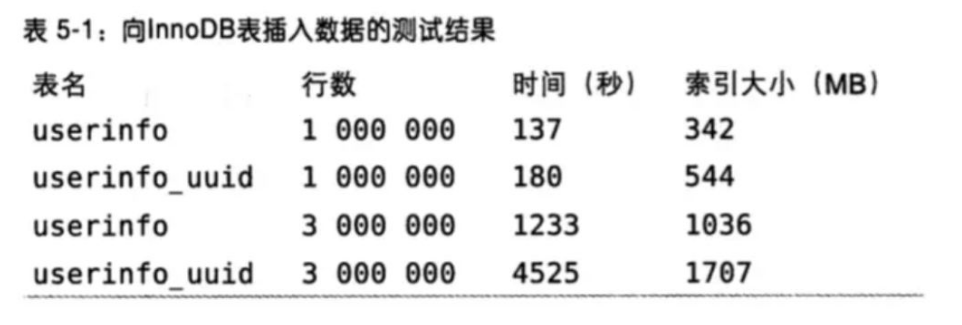 表 5-1：向InnoDB表插入数据的测试结果
表名 行数 时间（秒） 索引大小（MB）
userinfo 1 000 000 137 342
userinfo_uuid 1 000 000 180 544
userinfo 3 000 000 1233 1036
userinfo_uuid 3 000 000 4525 1707